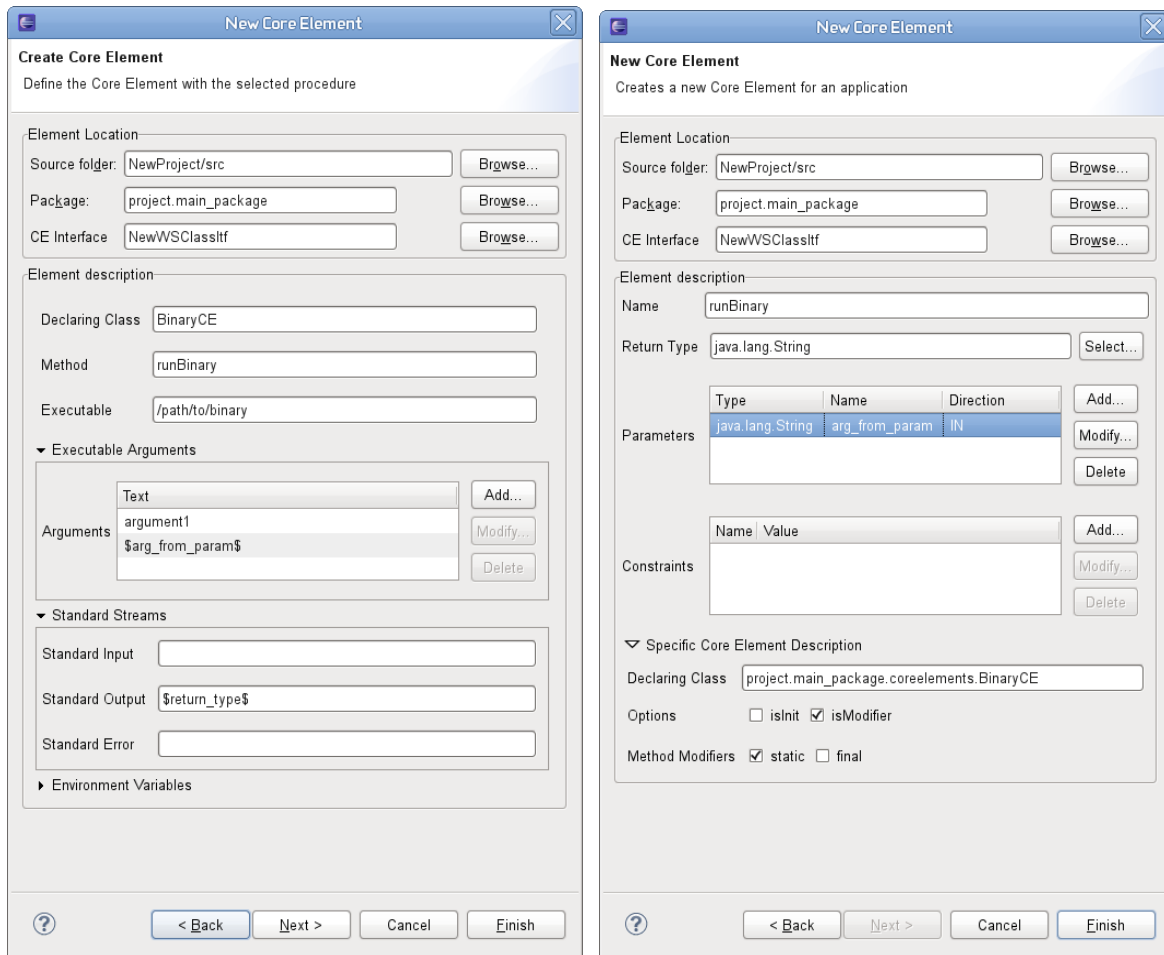 New Core Element
Create Core Element
Define the Core Element with the selected procedure
Element Location
Source folder: NewProject/src Browse...
Package: project.main_package Browse...
CE Interface NewWSClassItf Browse...
Element description
Declaring Class BinaryCE
Method runBinary
Executable /path/to/binary
Executable Arguments
Text
argument1
$arg_from_param$
Arguments
Add...
Modify...
Delete
Standard Streams
Standard Input
Standard Output $return_type$
Standard Error
Environment Variables
? < Back Next > Cancel Finish
New Core Element
New Core Element
Creates a new Core Element for an application
Element Location
Source folder: NewProject/src Browse...
Package: project.main_package Browse...
CE Interface NewWSClassItf Browse...
Element description
Name runBinary
Return Type java.lang.String Select...
Parameters
Type Name Direction
java.lang.String arg_from_param IN
Add...
Modify...
Delete
Constraints
Name Value
Add...
Modify...
Delete
Specific Core Element Description
Declaring Class project.main_package.coreelements.BinaryCE
Options isInit isModifier
Method Modifiers static final
? < Back Next > Cancel Finish